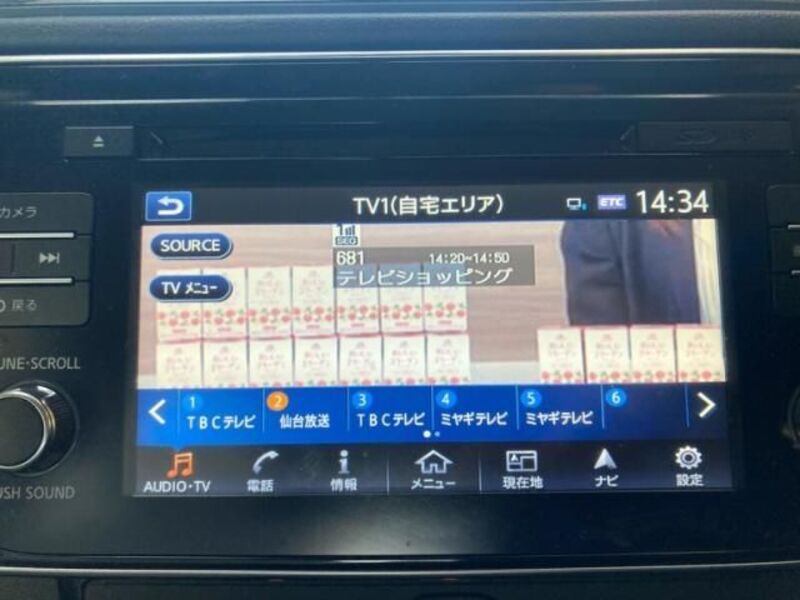 カメラ
戻る
TUNE・SCROLL
PUSH SOUND
TV1(自宅エリア)
ETC
14:34
SOURCE
1SEG
681 14:20~14:50
テレビショッピング
TV メニュー
1 TBCテレビ
2 仙台放送
3 TBCテレビ
4 ミヤギテレビ
5 ミヤギテレビ
6
AUDIO・TV
電話
情報
メニュー
現在地
ナビ
設定